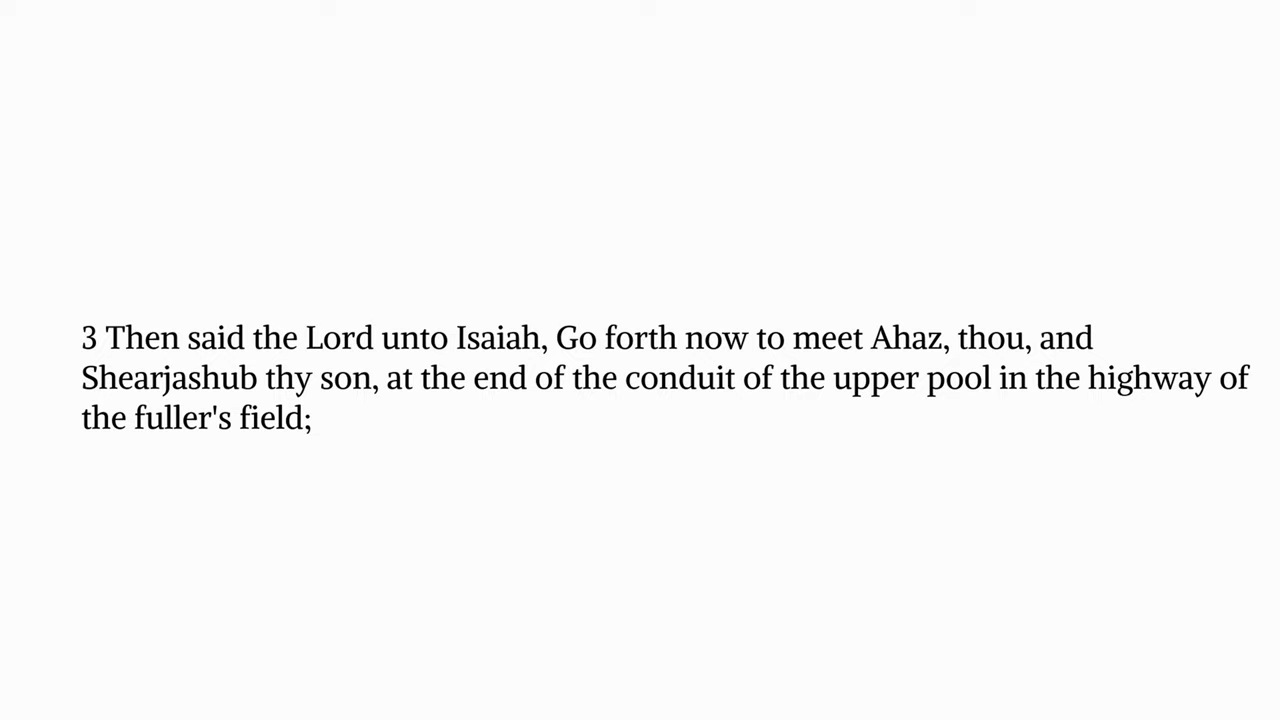 3 Then said the Lord unto Isaiah, Go forth now to meet Ahaz, thou, and
Shearjashub thy son, at the end of the conduit of the upper pool in the highway of
the fuller's field;